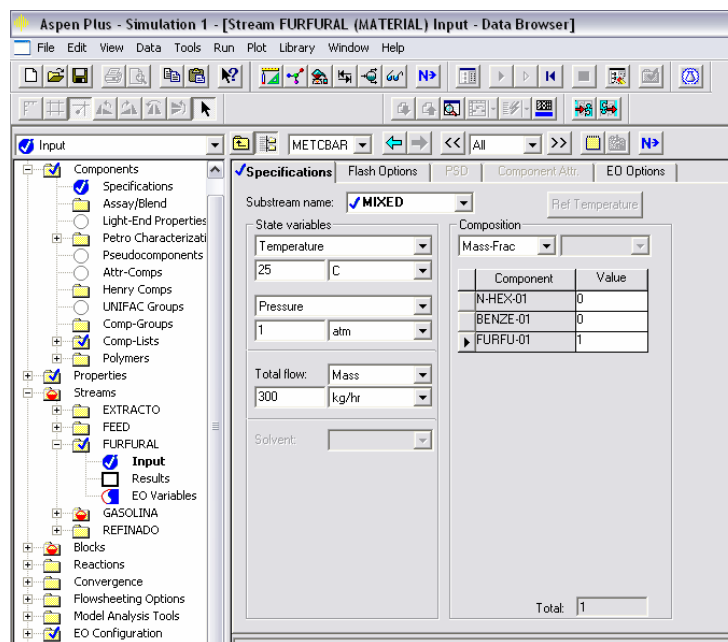 Aspen Plus - Simulation 1 - [Stream FURFURAL (MATERIAL) Input - Data Browser]
File Edit View Data Tools Run Plot Library Window Help
N»
Input
METCBAR
<< All >>
N»
Components
Specifications
Assay/Blend
Light-End Properties
Petro Characterizati
Pseudocomponents
Attr-Comps
Henry Comps
UNIFAC Groups
Comp-Groups
Comp-Lists
Polymers
Properties
Streams
EXTRACTO
FEED
FURFURAL
Input
Results
EO Variables
GASOLINA
REFINADO
Blocks
Reactions
Convergence
Flowsheeting Options
Model Analysis Tools
EO Configuration
Specifications Flash Options PSD Component Attr. EO Options
Substream name: MIXED Ref Temperature
State variables
Temperature
25 C
Pressure
1 atm
Total flow: Mass
300 kg/hr
Solvent:
Composition
Mass-Frac
Component Value
N-HEX-01 0
BENZE-01 0
FURFU-01 1
Total: 1